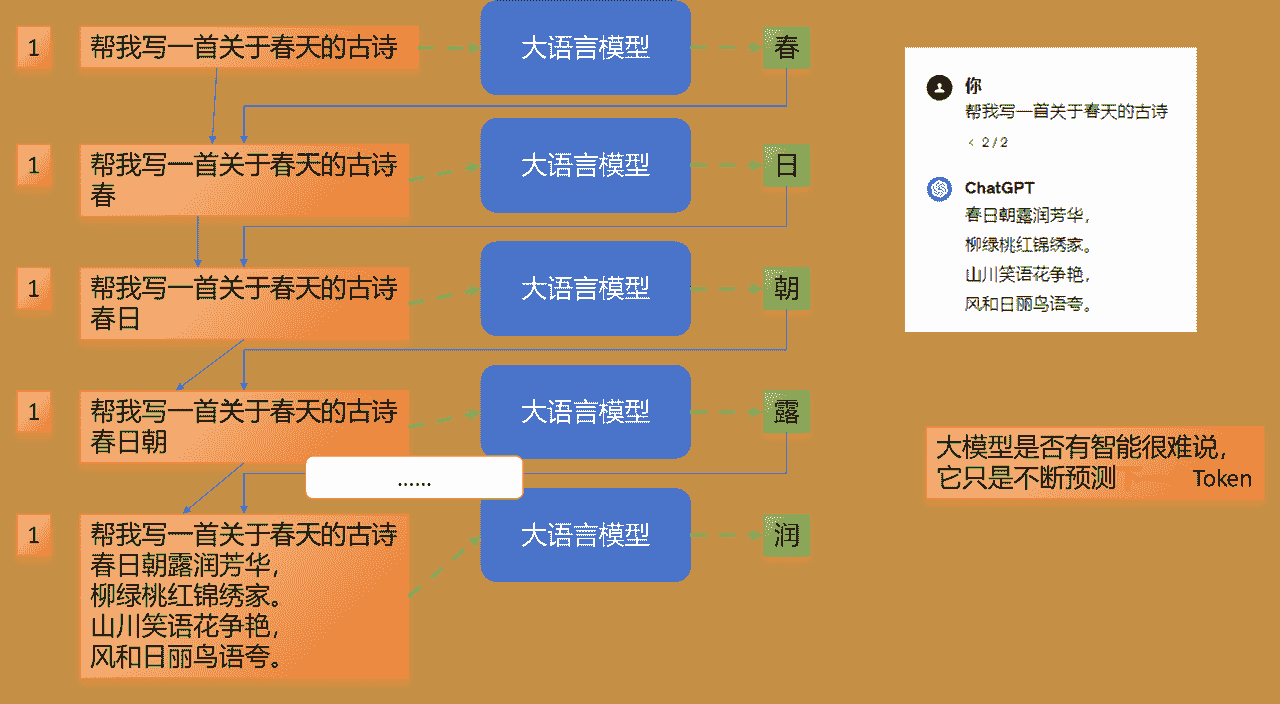 1
帮我写一首关于春天的古诗
大语言模型
春
1
帮我写一首关于春天的古诗
春
大语言模型
日
1
帮我写一首关于春天的古诗
春日
大语言模型
朝
1
帮我写一首关于春天的古诗
春日朝
大语言模型
露
......
1
帮我写一首关于春天的古诗
春日朝露润芳华，
柳绿桃红锦绣家。
山川笑语花争艳，
风和日丽鸟语夸。
大语言模型
润
你
帮我写一首关于春天的古诗
< 2 / 2
ChatGPT
春日朝露润芳华，
柳绿桃红锦绣家。
山川笑语花争艳，
风和日丽鸟语夸。
大模型是否有智能很难说，
它只是不断预测 Token